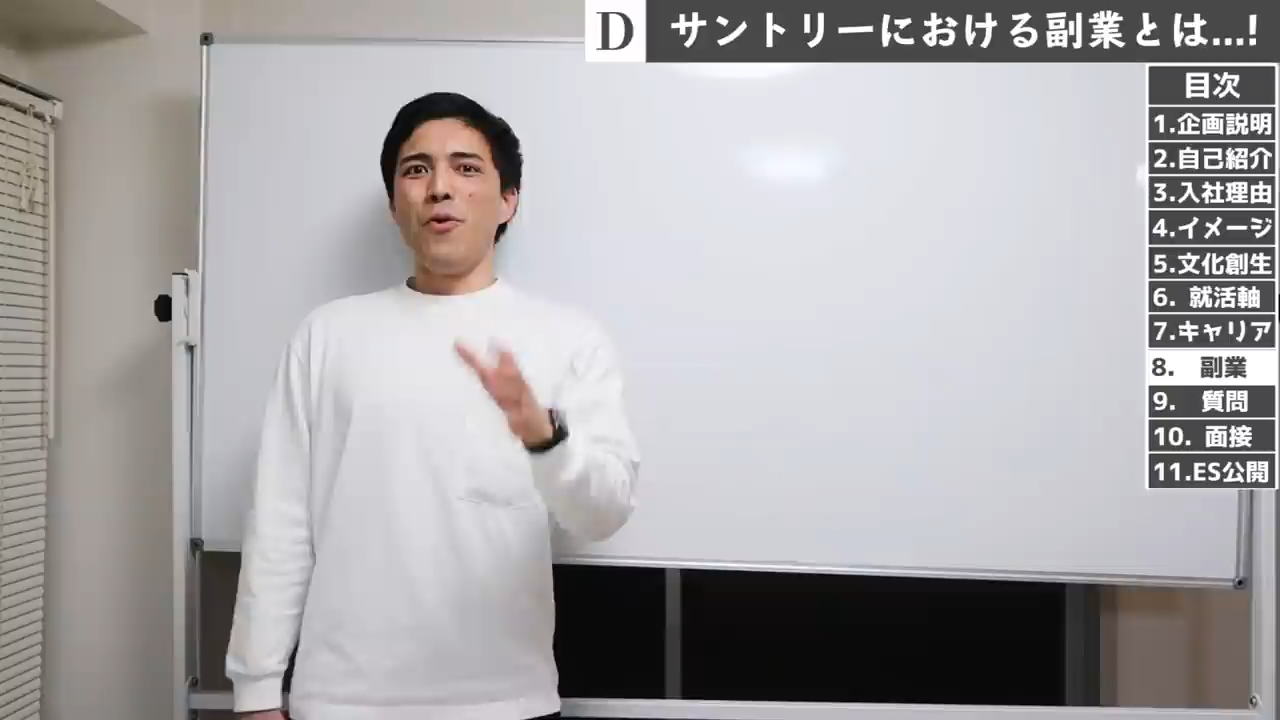 D サントリーにおける副業とは...!
目次
1.企画説明
2.自己紹介
3.入社理由
4.イメージ
5.文化創生
6. 就活軸
7.キャリア
8. 副業
9. 質問
10. 面接
11.ES公開